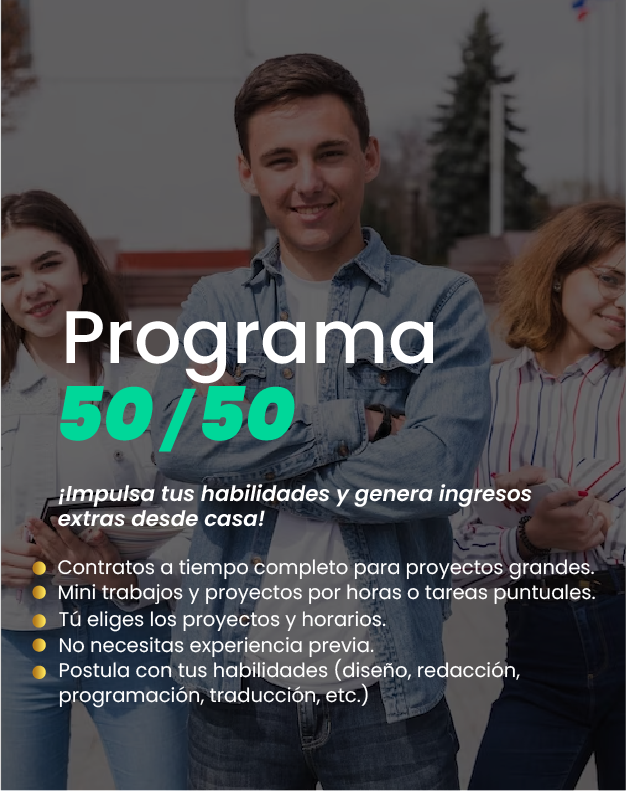 Programa
50/50
¡Impulsa tus habilidades y genera ingresos
extras desde casa!
Contratos a tiempo completo para proyectos grandes.
Mini trabajos y proyectos por horas o tareas puntuales.
Tú eliges los proyectos y horarios.
No necesitas experiencia previa.
Postula con tus habilidades (diseño, redacción,
programación, traducción, etc.)